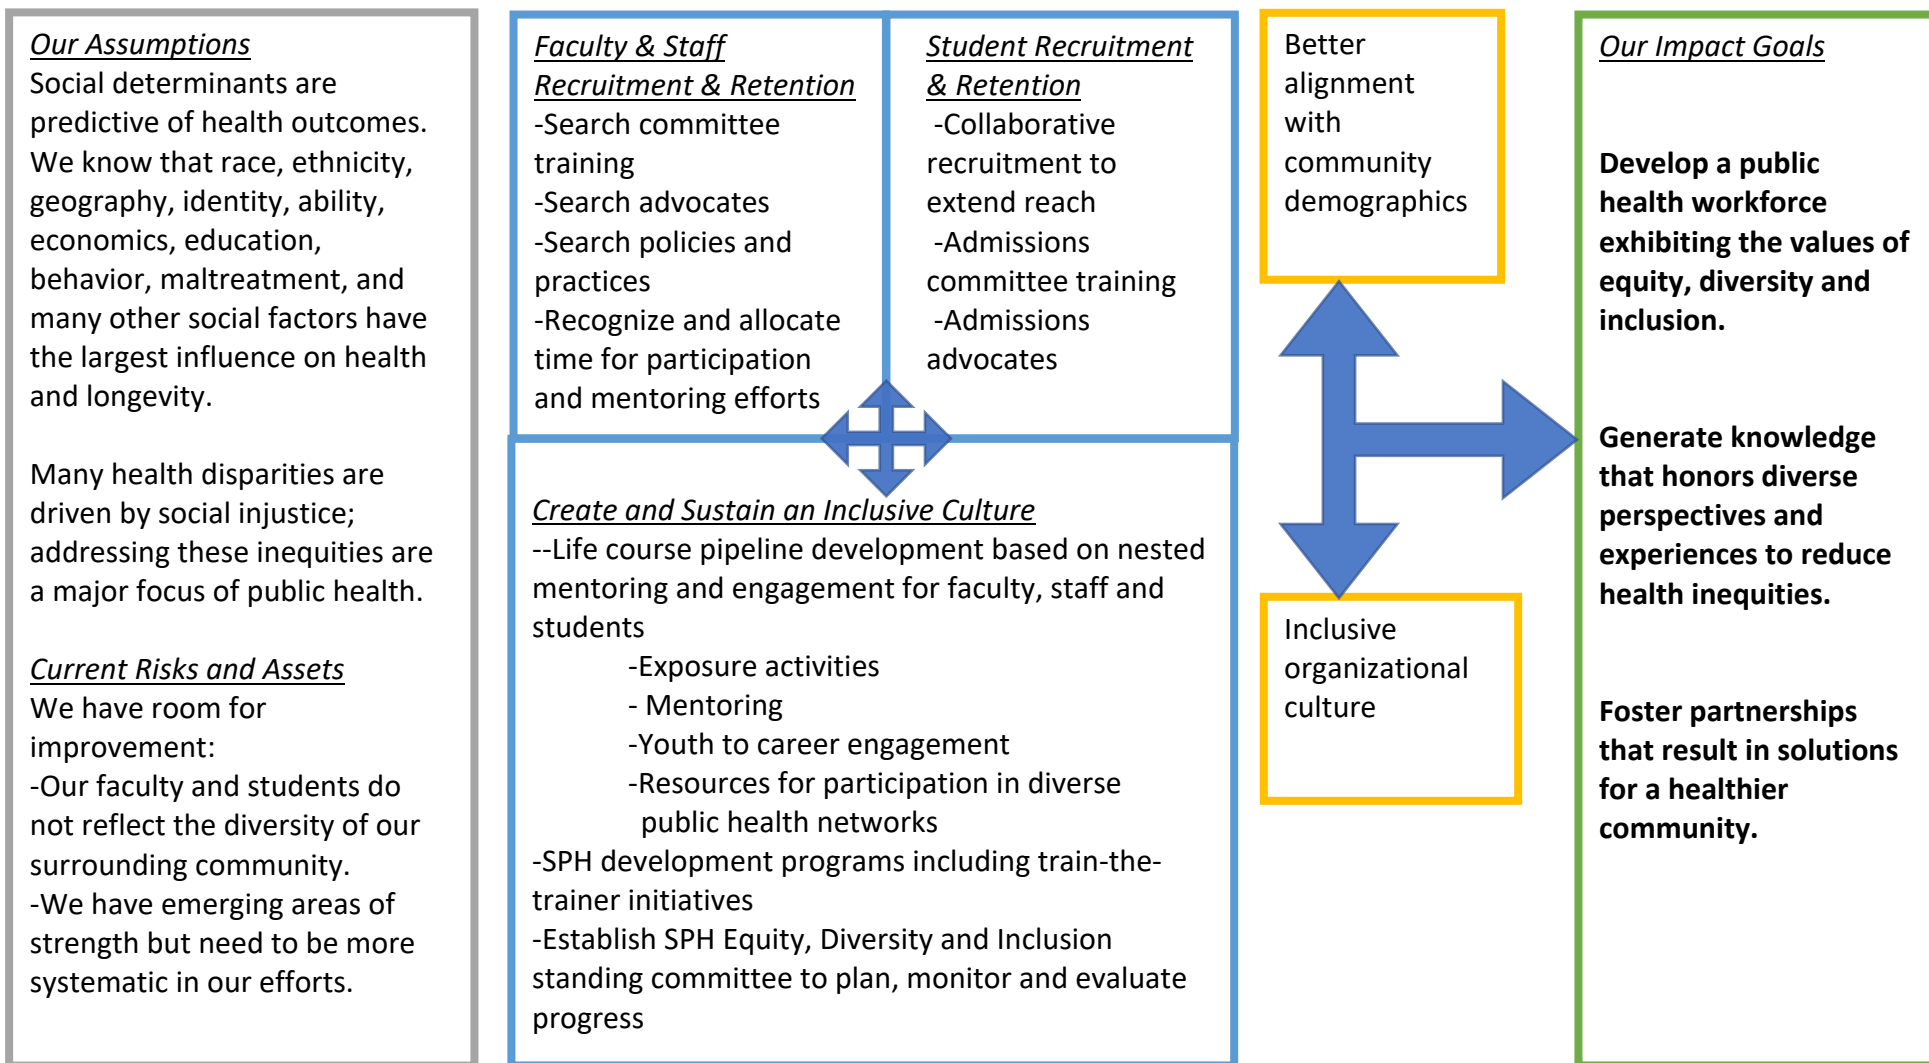 Our Assumptions
Social determinants are
predictive of health outcomes.
We know that race, ethnicity,
geography, identity, ability,
economics, education,
behavior, maltreatment, and
many other social factors have
the largest influence on health
and longevity.
Many health disparities are
driven by social injustice;
addressing these inequities are
a major focus of public health.
Current Risks and Assets
We have room for
improvement:
-Our faculty and students do
not reflect the diversity of our
surrounding community.
-We have emerging areas of
strength but need to be more
systematic in our efforts.
Faculty & Staff
Recruitment & Retention
-Search committee
training
-Search advocates
-Search policies and
practices
-Recognize and allocate
time for participation
and mentoring efforts
Student Recruitment
& Retention
-Collaborative
recruitment to
extend reach
-Admissions
committee training
-Admissions
advocates
Create and Sustain an Inclusive Culture
--Life course pipeline development based on nested
mentoring and engagement for faculty, staff and
students
-Exposure activities
- Mentoring
-Youth to career engagement
-Resources for participation in diverse
public health networks
-SPH development programs including train-the-
trainer initiatives
-Establish SPH Equity, Diversity and Inclusion
standing committee to plan, monitor and evaluate
progress
Better
alignment
with
community
demographics
Inclusive
organizational
culture
Our Impact Goals
Develop a public
health workforce
exhibiting the values of
equity, diversity and
inclusion.
Generate knowledge
that honors diverse
perspectives and
experiences to reduce
health inequities.
Foster partnerships
that result in solutions
for a healthier
community.